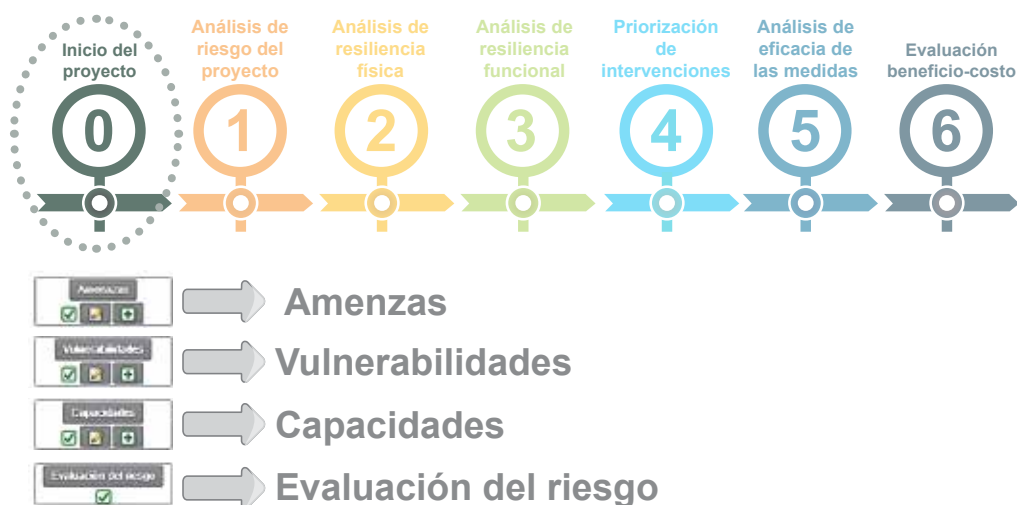 Inicio del
proyecto
Análisis de
riesgo del
proyecto
Análisis de
resiliencia
física
Análisis de
resiliencia
funcional
Priorización
de
intervenciones
Análisis de
eficacia de
las medidas
Evaluación
beneficio-costo
0
1
2
3
4
5
6
Amenazas
Amenzas
Vulnerabilidades
Vulnerabilidades
Capacidades
Capacidades
Evaluación del riesgo
Evaluación del riesgo